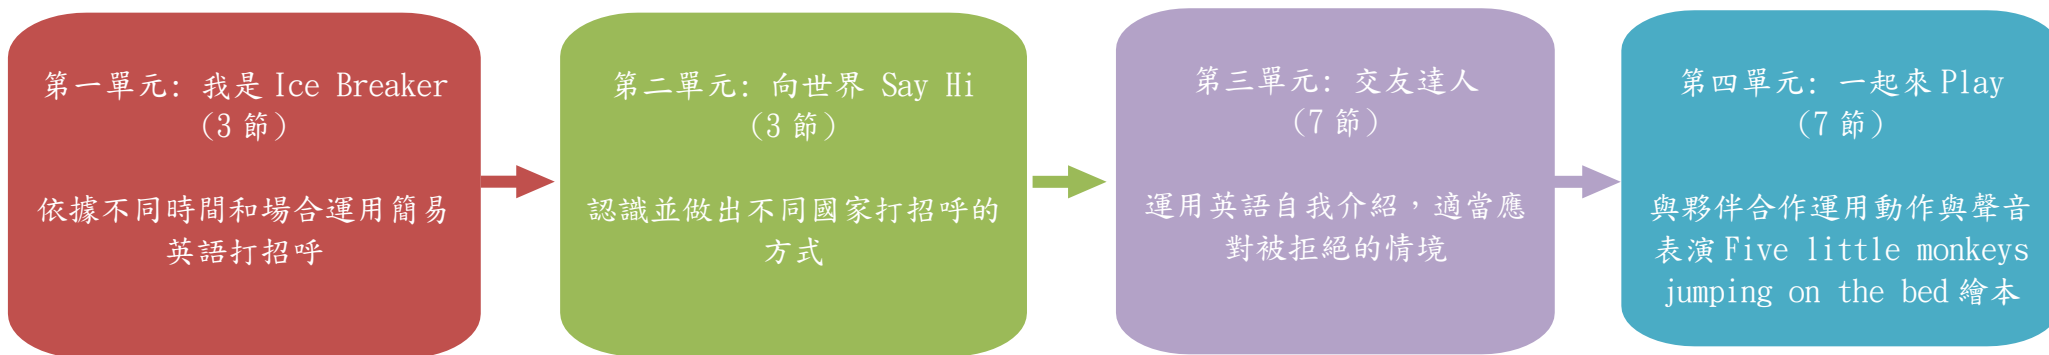 第一單元: 我是 Ice Breaker
(3 節)
依據不同時間和場合運用簡易
英語打招呼
第二單元: 向世界 Say Hi
(3 節)
認識並做出不同國家打招呼的
方式
第三單元: 交友達人
(7 節)
運用英語自我介紹，適當應
對被拒絕的情境
第四單元: 一起來 Play
(7 節)
與夥伴合作運用動作與聲音
表演 Five little monkeys
jumping on the bed 繪本